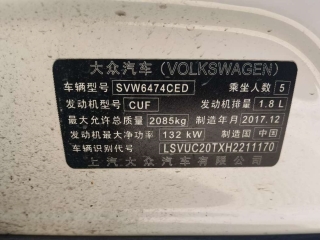 大众汽车 (VOLKSWAGEN)
车辆型号 SVW6474CED 乘坐人数 5
发动机型号 CUF 发动机排量 1.8 L
最大允许总质量 2085kg 制造年月 2017.12
发动机最大净功率 132 kW 制造国 中国
车辆识别代号 LSVUC20TXH2211170
上汽大众汽车有限公司